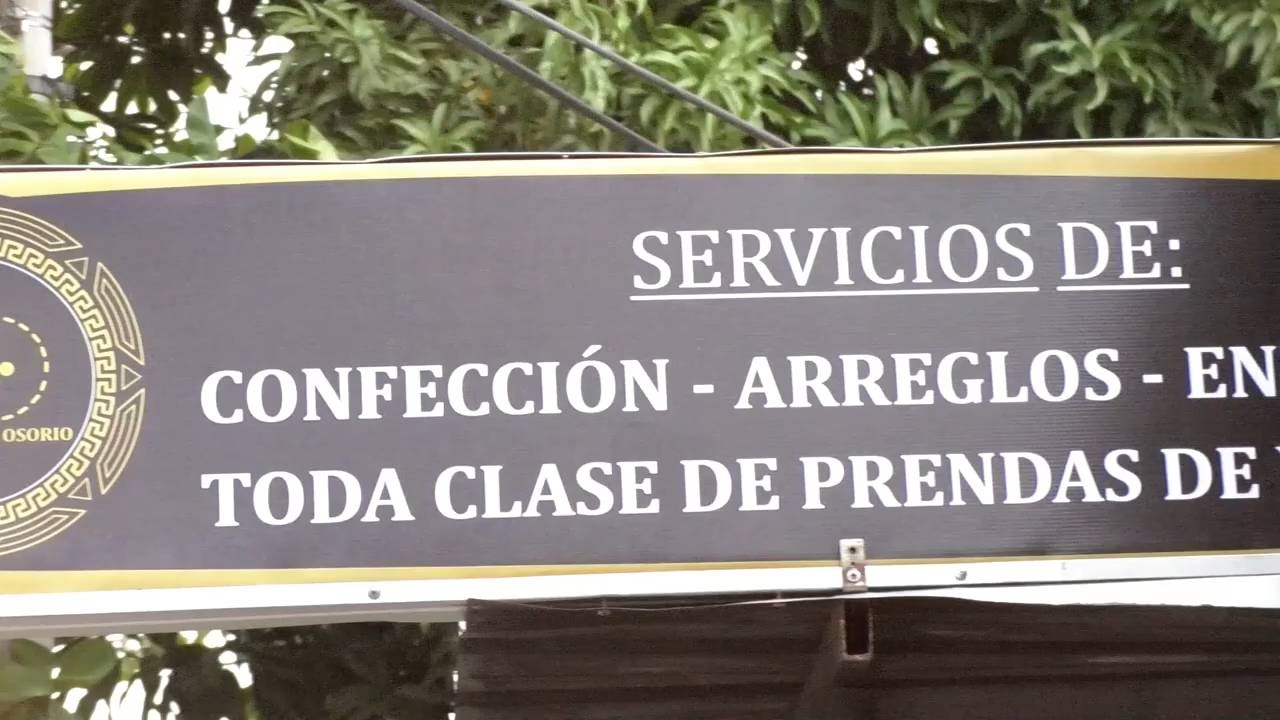 SERVICIOS DE:
OSORIO
CONFECCIÓN - ARREGLOS - EN
TODA CLASE DE PRENDAS DE